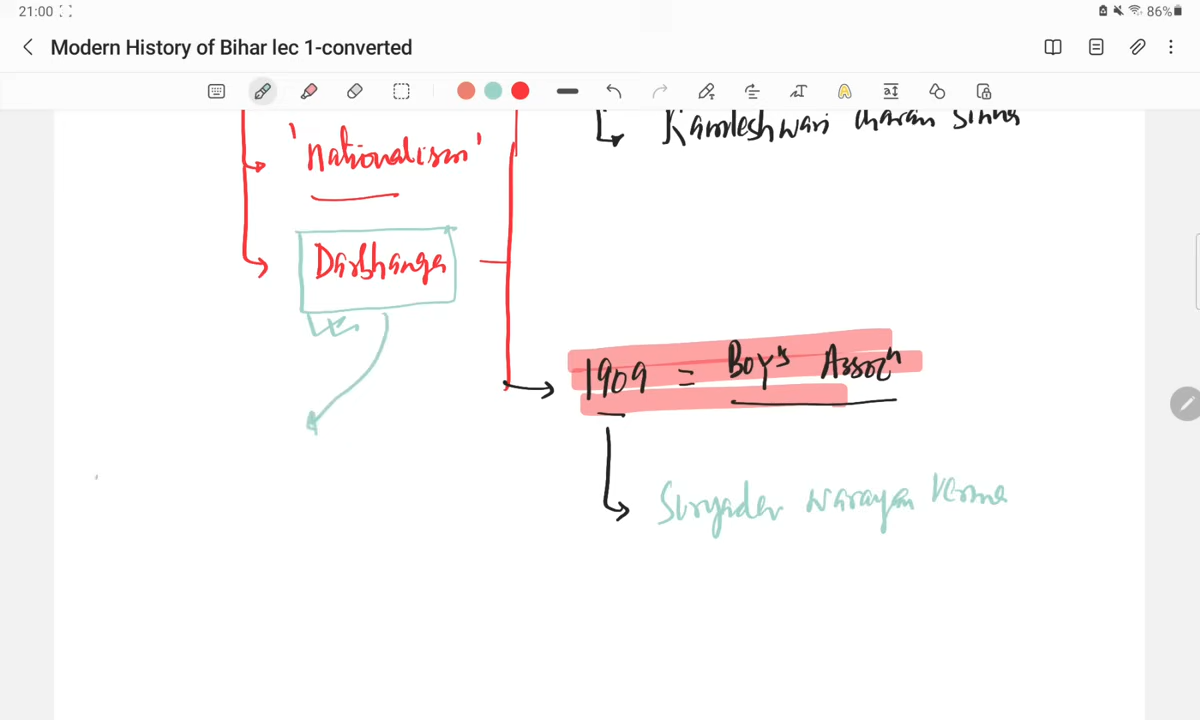 21:00
86%
Modern History of Bihar lec 1-converted
Kamleshwari charan Sinha
'Nationalism'
Darbhanga
1909 = Boy's Assocn
Suryadev Narayan Verma